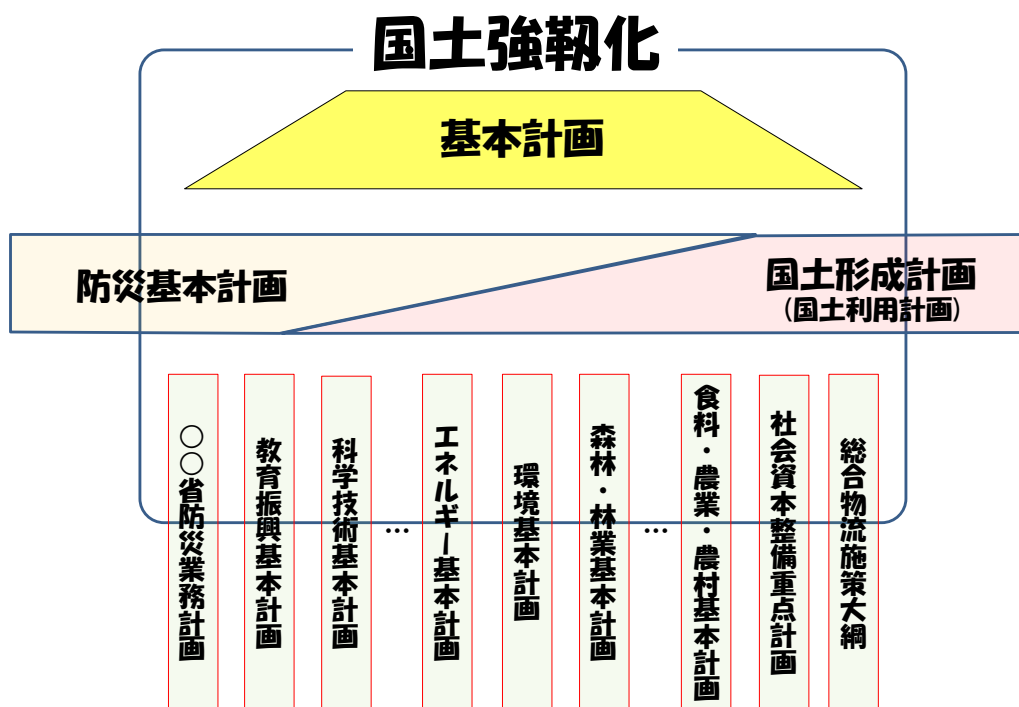 国土強靱化
基本計画
防災基本計画
国土形成計画
(国土利用計画)
○○省防災業務計画
教育振興基本計画
科学技術基本計画
…
エネルギー基本計画
環境基本計画
森林・林業基本計画
…
食料・農業・農村基本計画
社会資本整備重点計画
総合物流施策大綱